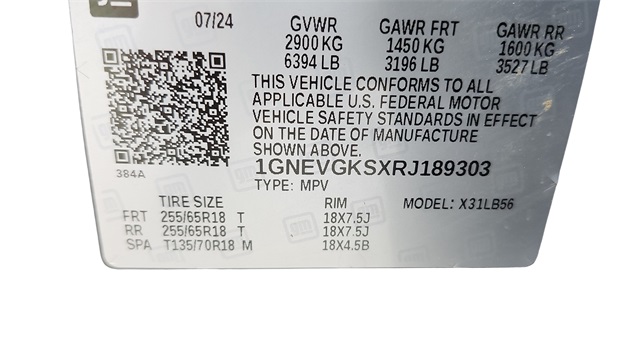 07/24 GVWR GAWR FRT GAWR RR
2900 KG 1450 KG 1600 KG
6394 LB 3196 LB 3527 LB
THIS VEHICLE CONFORMS TO ALL
APPLICABLE U.S. FEDERAL MOTOR
VEHICLE SAFETY STANDARDS IN EFFECT
ON THE DATE OF MANUFACTURE
SHOWN ABOVE.
384A 1GNEVGKSXRJ189303
TYPE: MPV
TIRE SIZE RIM MODEL: X31LB56
FRT 255/65R18 T 18X7.5J
RR 255/65R18 T 18X7.5J
SPA T135/70R18 M 18X4.5B